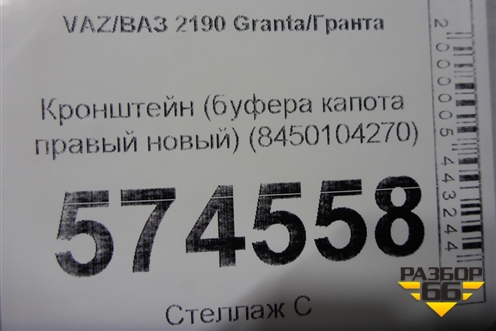 VAZ/ВАЗ 2190 Granta/Гранта
Кронштейн (буфера капота
правый новый) (8450104270)
574558
Стеллаж С
2000005443244
РАЗБОР
66